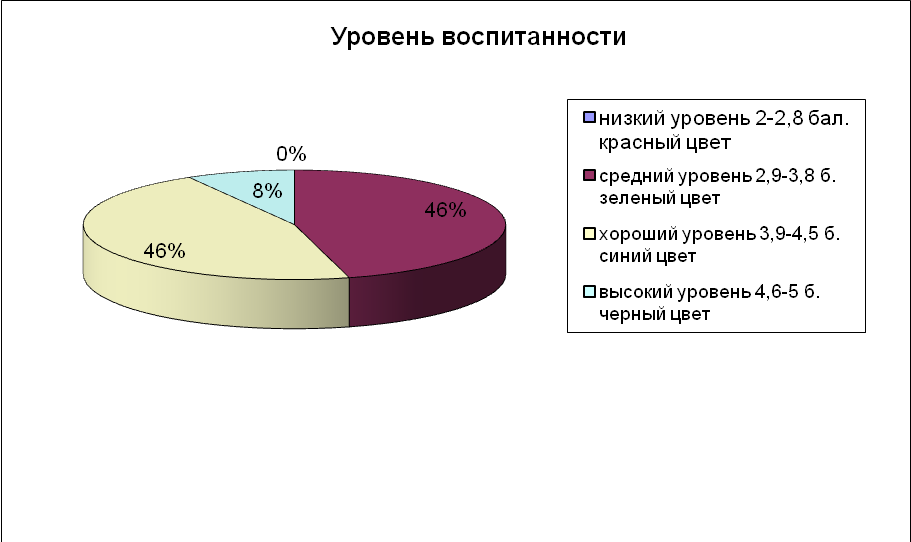 Уровень воспитанности
0%
8%
46%
46%
низкий уровень 2-2,8 бал.
красный цвет
средний уровень 2,9-3,8 б.
зеленый цвет
хороший уровень 3,9-4,5 б.
синий цвет
высокий уровень 4,6-5 б.
черный цвет